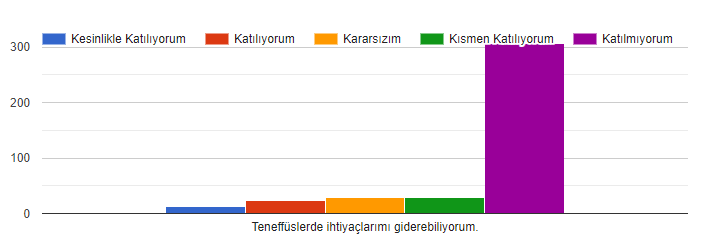 Kesinlikle Katılıyorum Katılıyorum Kararsızım Kısmen Katılıyorum Katılmıyorum
300
200
100
0
Teneffüslerde ihtiyaçlarımı giderebiliyorum.